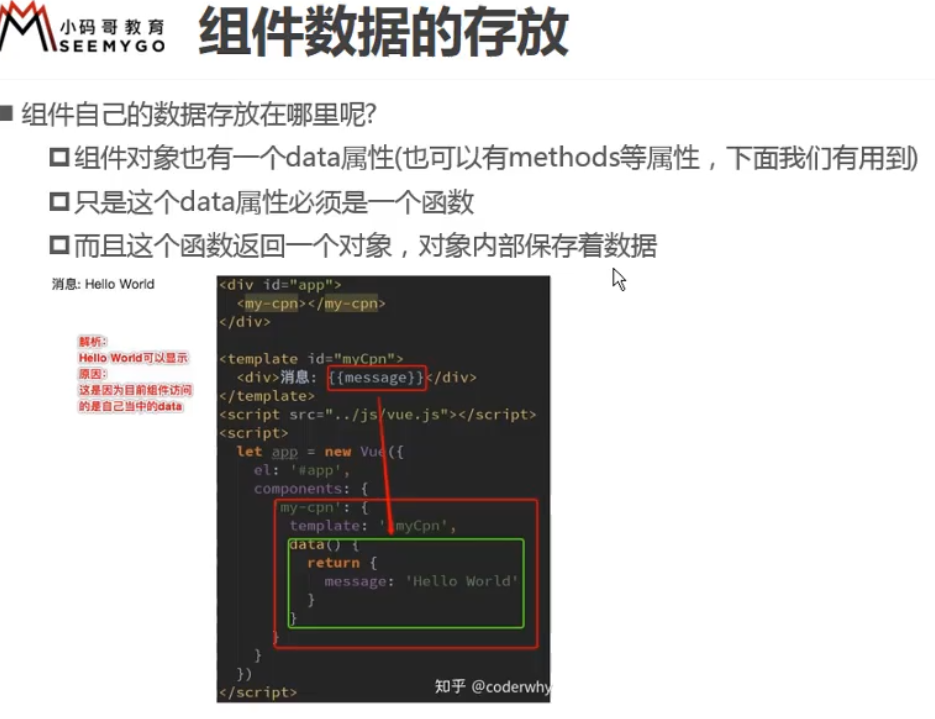 小码哥教育
SEEMYGO
组件数据的存放
组件自己的数据存放在哪里呢?
组件对象也有一个data属性(也可以有methods等属性，下面我们有用到)
只是这个data属性必须是一个函数
而且这个函数返回一个对象，对象内部保存着数据
消息: Hello World
解析:
Hello World可以显示
原因:
这是因为目前组件访问
的是自己当中的data
<div id="app">
<my-cpn></my-cpn>
</div>
<template id="myCpn">
<div>消息: {{message}}</div>
</template>
<script src="../js/vue.js"></script>
<script>
let app = new Vue({
el: '#app',
components: {
'my-cpn': {
template: '#myCpn',
data() {
return {
message: 'Hello World'
}
}
}
}
})
</script>
知乎 @coderwhy